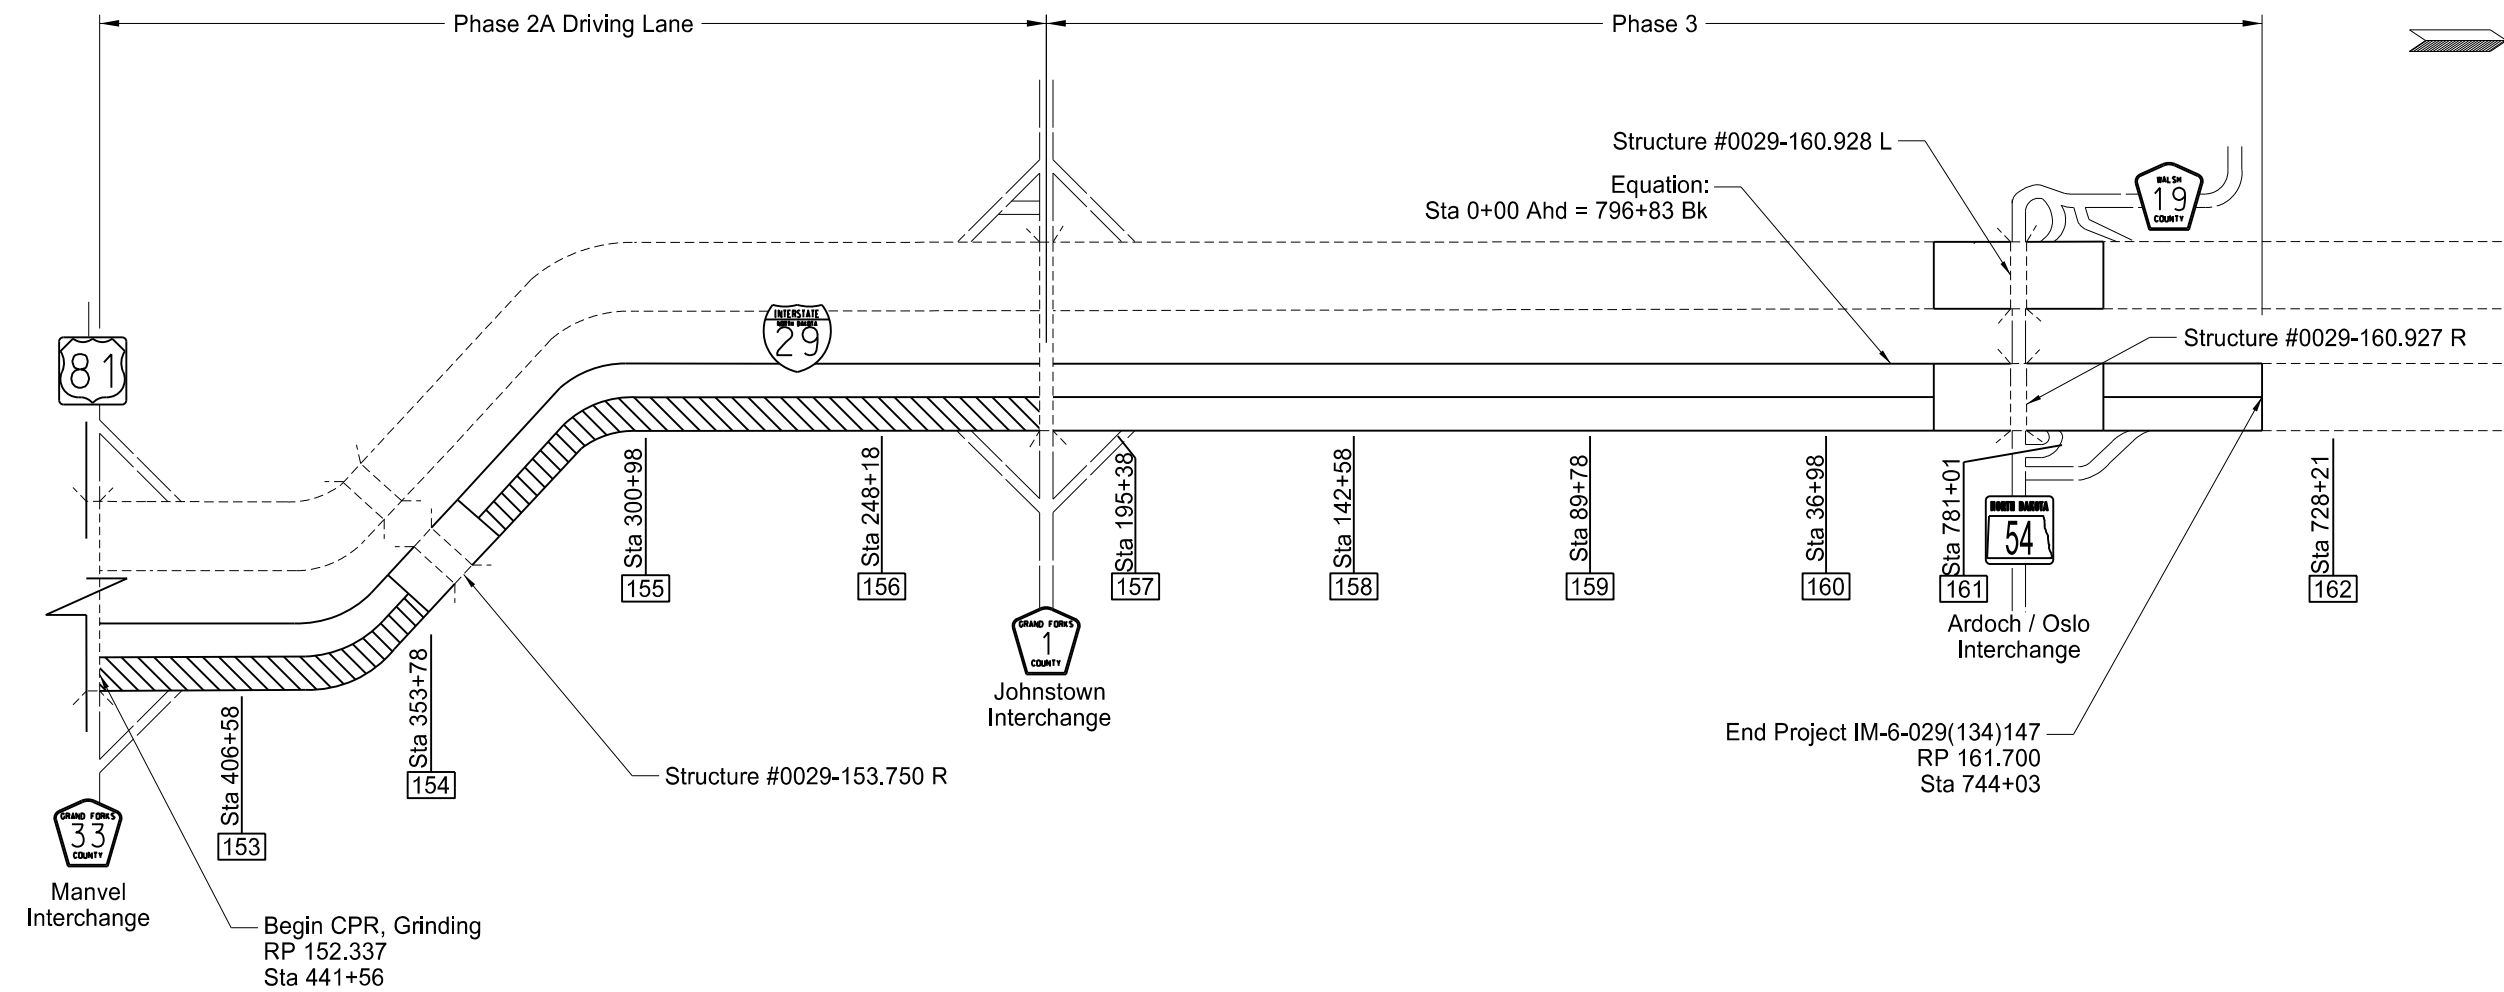 Phase 2A Driving Lane
Phase 3
Structure #0029-160.928 L
Equation:
Sta 0+00 Ahd = 796+83 Bk
WALSH
19
COUNTY
INTERSTATE
NORTH DAKOTA
29
81
Structure #0029-160.927 R
Sta 300+98
155
Sta 248+18
156
Sta 195+38
157
Sta 142+58
158
Sta 89+78
159
Sta 36+98
160
Sta 781+01
161
NORTH DAKOTA
54
Sta 728+21
162
Ardoch / Oslo
Interchange
GRAND FORKS
1
COUNTY
Johnstown
Interchange
Sta 406+58
153
Sta 353+78
154
Structure #0029-153.750 R
End Project IM-6-029(134)147
RP 161.700
Sta 744+03
GRAND FORKS
33
COUNTY
Manvel
Interchange
Begin CPR, Grinding
RP 152.337
Sta 441+56